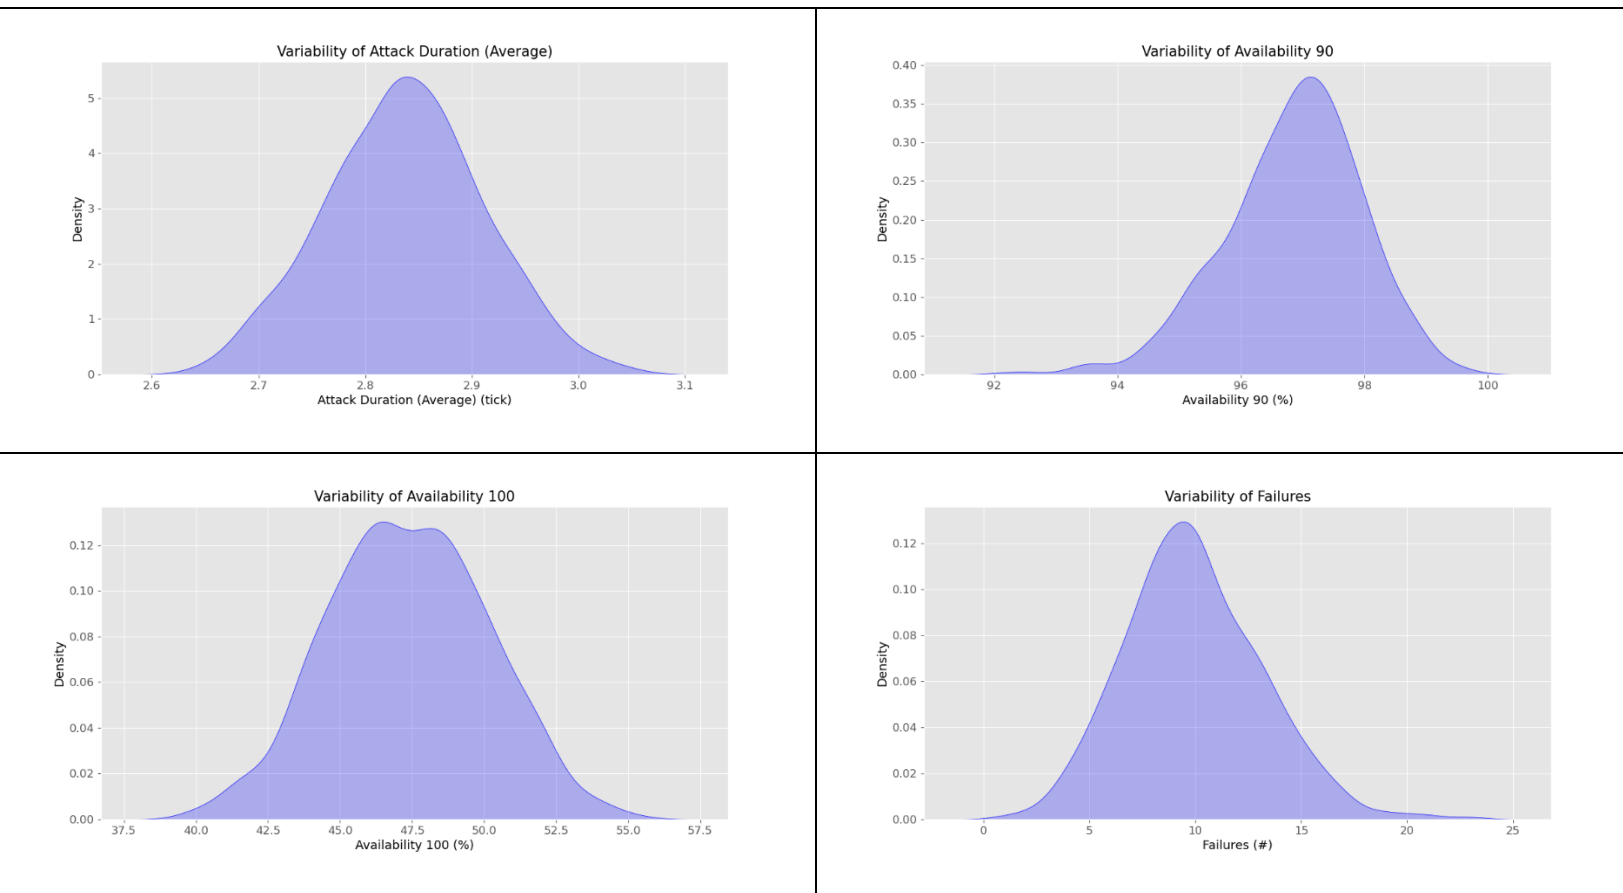 Variability of Attack Duration (Average)
Density
5
4
3
2
1
0
2.6 2.7 2.8 2.9 3.0 3.1
Attack Duration (Average) (tick)
Variability of Availability 90
Density
0.40
0.35
0.30
0.25
0.20
0.15
0.10
0.05
0.00
92 94 96 98 100
Availability 90 (%)
Variability of Availability 100
Density
0.12
0.10
0.08
0.06
0.04
0.02
0.00
37.5 40.0 42.5 45.0 47.5 50.0 52.5 55.0 57.5
Availability 100 (%)
Variability of Failures
Density
0.12
0.10
0.08
0.06
0.04
0.02
0.00
0 5 10 15 20 25
Failures (#)